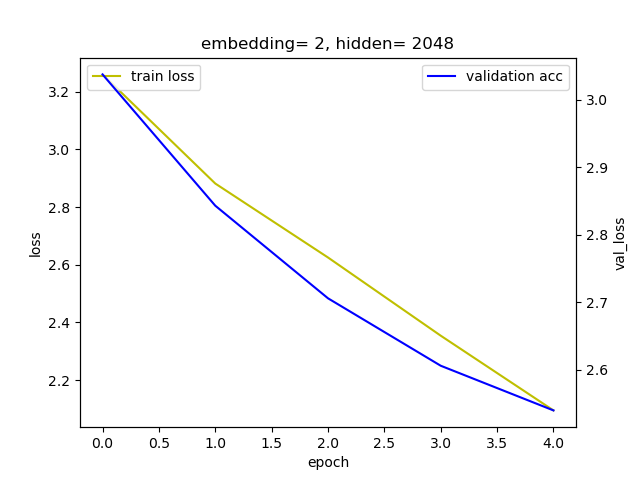 embedding= 2, hidden= 2048
train loss
validation acc
3.2
3.0
2.8
2.6
2.4
2.2
loss
3.0
2.9
2.8
2.7
2.6
val_loss
0.0 0.5 1.0 1.5 2.0 2.5 3.0 3.5 4.0
epoch